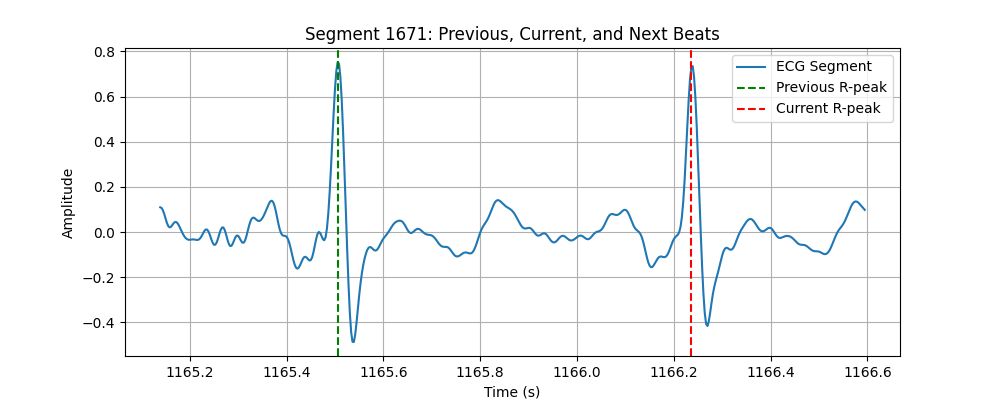 Segment 1671: Previous, Current, and Next Beats
0.8
0.6
0.4
0.2
0.0
−0.2
−0.4
Amplitude
ECG Segment
Previous R-peak
Current R-peak
1165.2 1165.4 1165.6 1165.8 1166.0 1166.2 1166.4 1166.6
Time (s)